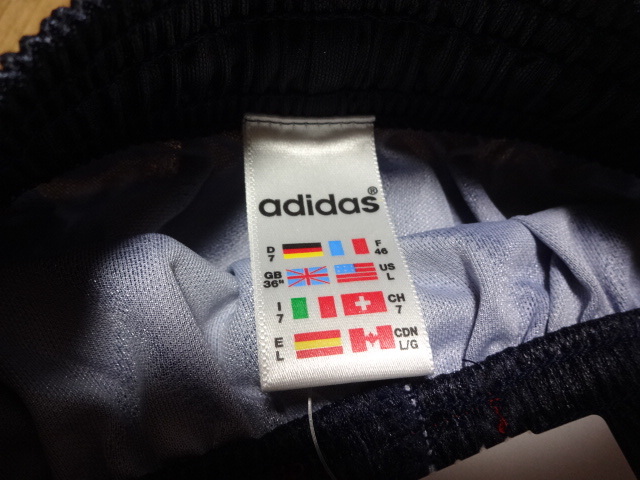 adidas®
D 7 F 46
GB 36" US L
I 7 CH 7
E L CDN L/G